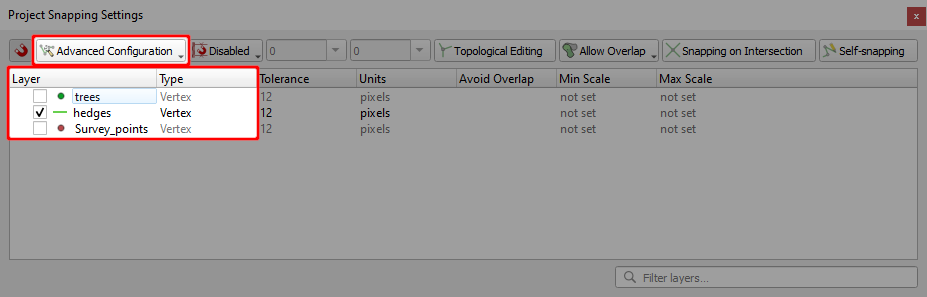 Project Snapping Settings
x
Advanced Configuration Disabled 0 0 Topological Editing Allow Overlap Snapping on Intersection Self-snapping
Layer Type Tolerance Units Avoid Overlap Min Scale Max Scale
trees Vertex 12 pixels not set not set
hedges Vertex 12 pixels not set not set
Survey_points Vertex 12 pixels not set not set
Filter layers...